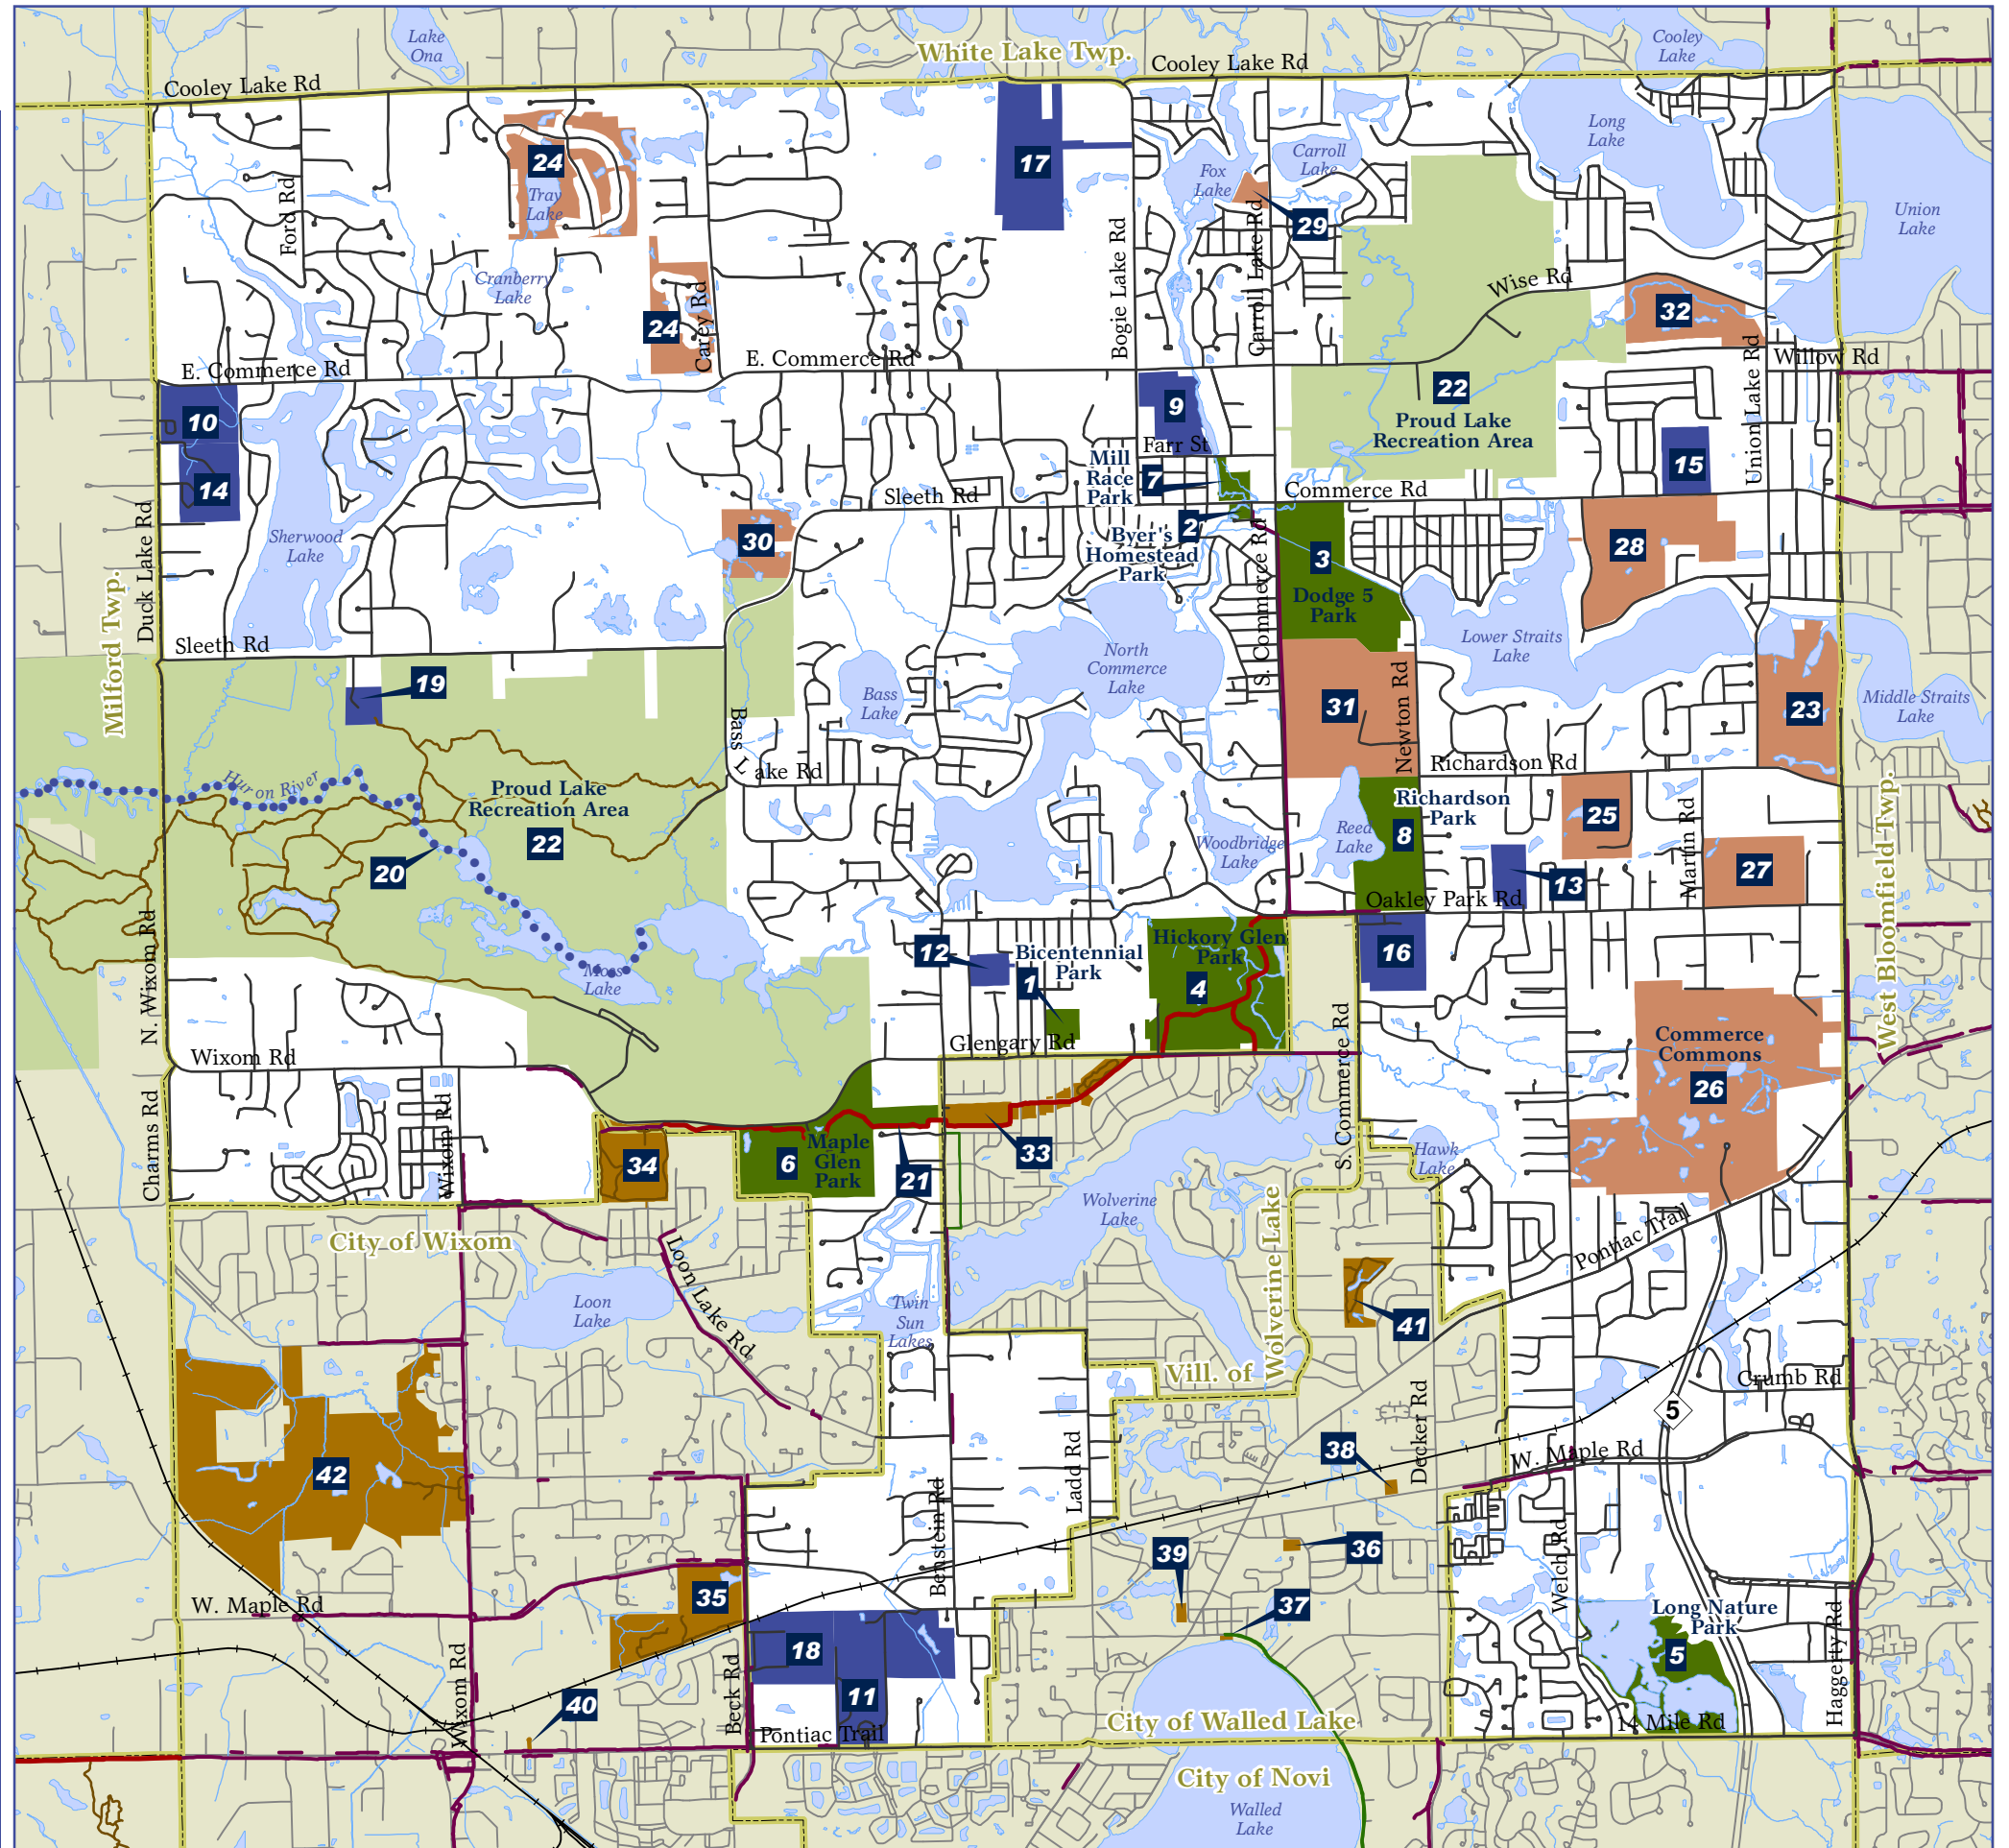 Lake
Ona
White Lake Twp.
Cooley Lake Rd
Cooley
Lake
Cooley Lake Rd
24
Tray
Lake
17
Fox
Lake
Carroll
Lake
Long
Lake
29
Union
Lake
Ford Rd
Cranberry
Lake
24
Carey Rd
Bogie Lake Rd
Carroll Lake Rd
Wise Rd
32
E. Commerce Rd
E. Commerce Rd
Union Lake Rd
Willow Rd
10
9
22
Proud Lake
Recreation Area
Farr St
Mill
Race
Park
7
15
14
Sleeth Rd
Commerce Rd
2
Byer's
Homestead
Park
Duck Lake Rd
Sherwood
Lake
30
S. Commerce Rd
3
Dodge 5
Park
28
Milford Twp.
Sleeth Rd
North
Commerce
Lake
Lower Straits
Lake
19
Bass
Lake
31
Newton Rd
23
Middle Straits
Lake
Bass Lake Rd
Richardson Rd
Huron River
Proud Lake
Recreation Area
22
20
Woodbridge
Lake
Reed
Lake
Richardson
Park
8
25
Martin Rd
27
13
Oakley Park Rd
West Bloomfield Twp.
N. Wixom Rd
12
Bicentennial
Park
1
Hickory Glen
Park
4
16
Moss
Lake
Glengary Rd
S. Commerce Rd
Commerce
Commons
26
Wixom Rd
Charms Rd
Wixom Rd
34
6
Maple
Glen
Park
21
33
Hawk
Lake
Wolverine
Lake
City of Wixom
Loon Lake Rd
Loon
Lake
Twin
Sun
Lakes
Vill. of
Wolverine Lake
41
Pontiac Trail
Crumb Rd
5
42
Decker Rd
38
W. Maple Rd
Ladd Rd
Benstein Rd
39
36
Welch Rd
35
W. Maple Rd
37
Long Nature
Park
5
18
11
Haggerty Rd
Wixom Rd
40
Beck Rd
Pontiac Trail
City of Walled Lake
14 Mile Rd
City of Novi
Walled
Lake